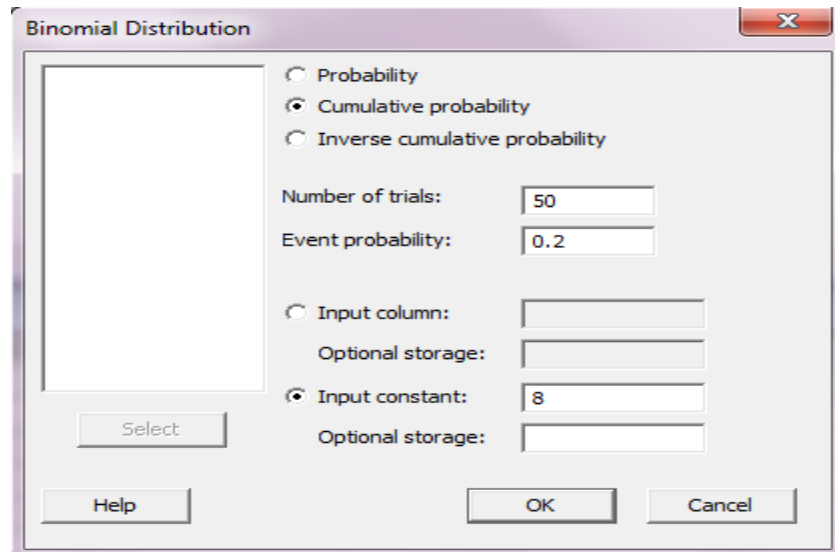 Binomial Distribution
Probability
Cumulative probability
Inverse cumulative probability
Number of trials: 50
Event probability: 0.2
Input column:
Optional storage:
Input constant: 8
Optional storage:
Select
Help OK Cancel